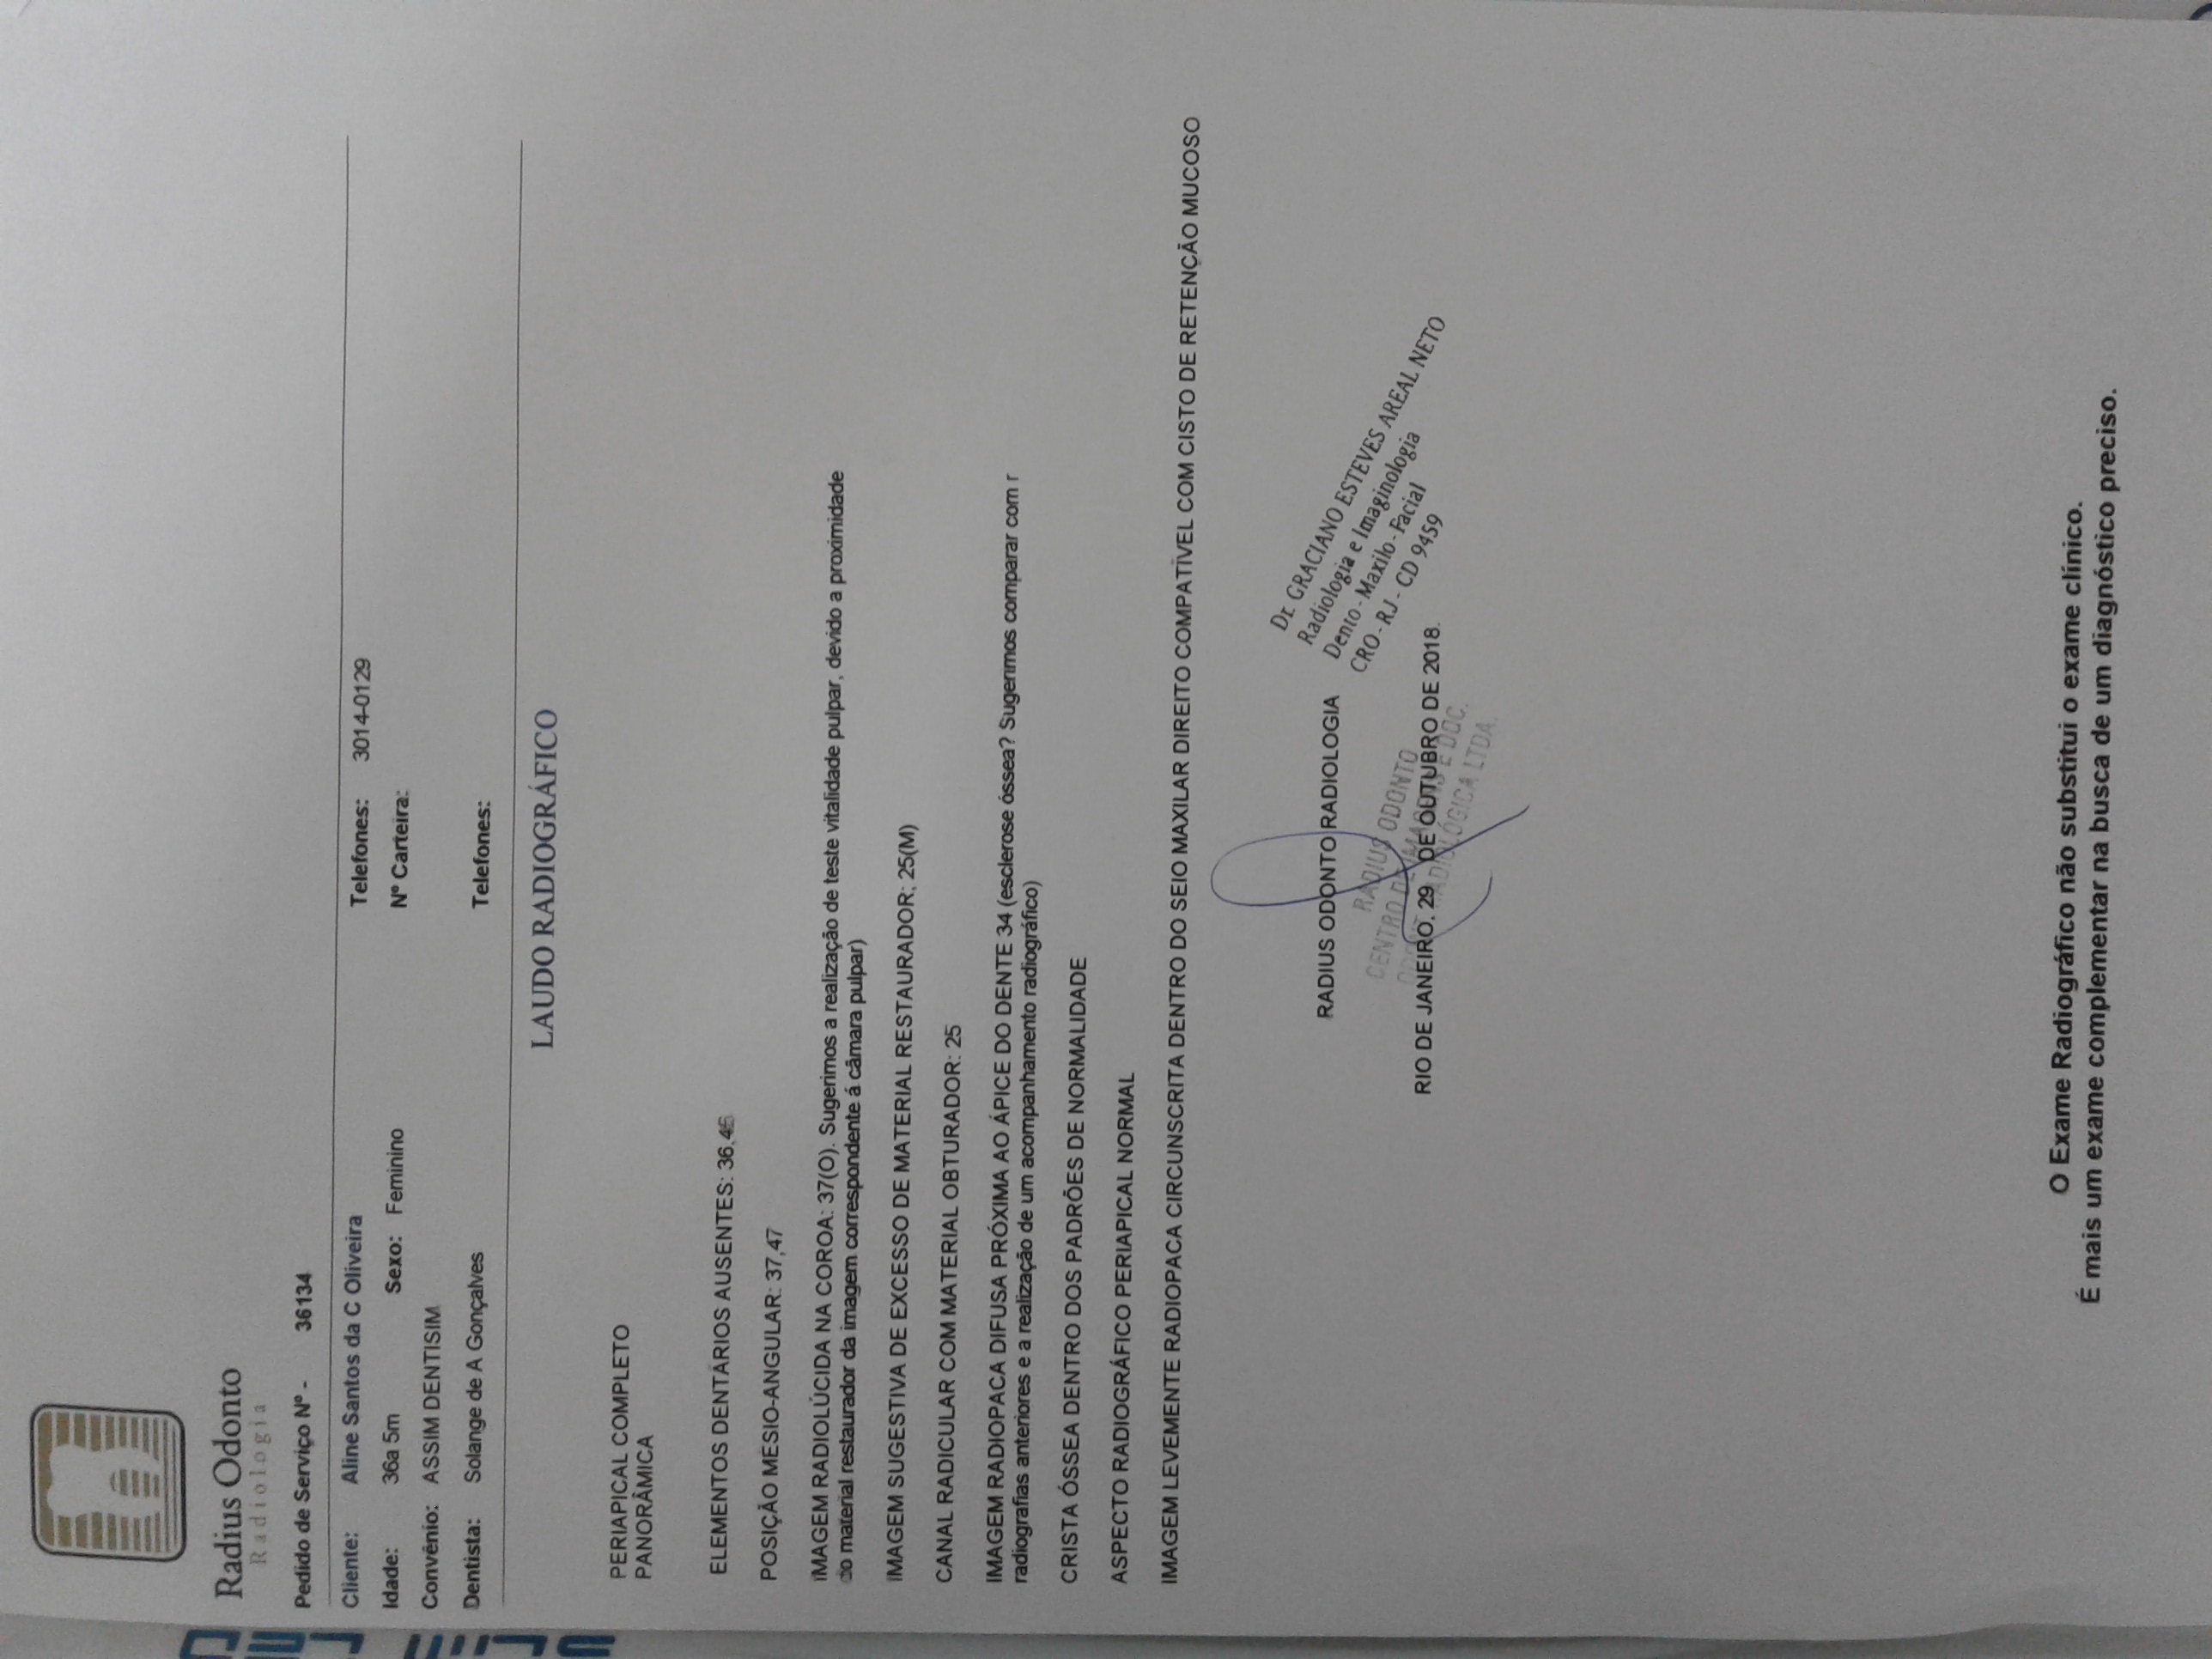 Radius Odonto
Radiologia
Pedido de Serviço Nº - 36134
Cliente: Aline Santos da C Oliveira Telefones: 3014-0129
Idade: 36a 5m Sexo: Feminino Nº Carteira:
Convênio: ASSIM DENTISIM
Dentista: Solange de A Gonçalves Telefones:
LAUDO RADIOGRÁFICO
PERIAPICAL COMPLETO
PANORÂMICA
ELEMENTOS DENTÁRIOS AUSENTES: 36,
POSIÇÃO MESIO-ANGULAR: 37,47
IMAGEM RADIOLÚCIDA NA COROA: 37(O). Sugerimos a realização de teste vitalidade pulpar, devido a proximidade
do material restaurador da imagem correspondente á câmara pulpar)
IMAGEM SUGESTIVA DE EXCESSO DE MATERIAL RESTAURADOR; 25(M)
CANAL RADICULAR COM MATERIAL OBTURADOR: 25
IMAGEM RADIOPACA DIFUSA PRÓXIMA AO ÁPICE DO DENTE 34 (esclerose óssea? Sugerimos comparar com r
radiografias anteriores e a realização de um acompanhamento radiográfico)
CRISTA ÓSSEA DENTRO DOS PADRÕES DE NORMALIDADE
ASPECTO RADIOGRÁFICO PERIAPICAL NORMAL
IMAGEM LEVEMENTE RADIOPACA CIRCUNSCRITA DENTRO DO SEIO MAXILAR DIREITO COMPATÍVEL COM CISTO DE RETENÇÃO MUCOSO
RADIUS ODONTO RADIOLOGIA
RADIUS ODONTO
CENTRO DE IMAGENS E DOC.
RADIOLÓGICA LTDA.
RIO DE JANEIRO, 29 DE OUTUBRO DE 2018.
Dr. GRACIANO ESTEVES AREAL NETO
Radiologia e Imaginologia
Dento - Maxilo - Facial
CRO - RJ - CD 9459
O Exame Radiográfico não substitui o exame clínico.
É mais um exame complementar na busca de um diagnóstico preciso.